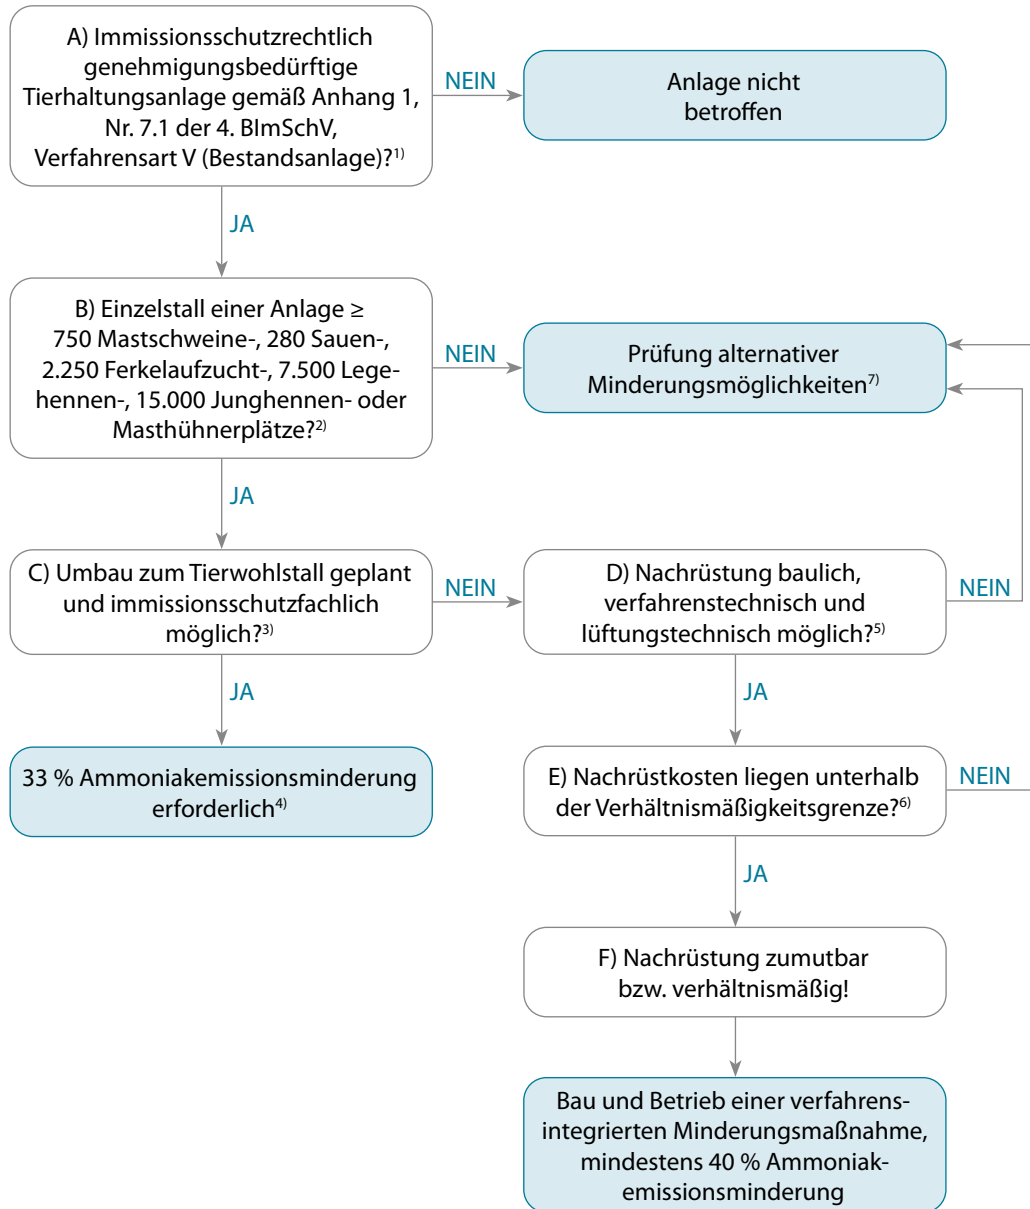 A) Immissionsschutzrechtlich
genehmigungsbedürftige
Tierhaltungsanlage gemäß Anhang 1,
Nr. 7.1 der 4. BImSchV,
Verfahrensart V (Bestandsanlage)?1)
NEIN
Anlage nicht
betroffen
JA
B) Einzelstall einer Anlage ≥
750 Mastschweine-, 280 Sauen-,
2.250 Ferkelaufzucht-, 7.500 Lege-
hennen-, 15.000 Junghennen- oder
Masthühnerplätze?2)
NEIN
Prüfung alternativer
Minderungsmöglichkeiten7)
JA
C) Umbau zum Tierwohlstall geplant
und immissionsschutzfachlich
möglich?3)
NEIN
D) Nachrüstung baulich,
verfahrenstechnisch und
lüftungstechnisch möglich?5)
NEIN
JA
JA
33 % Ammoniakemissionsminderung
erforderlich4)
E) Nachrüstkosten liegen unterhalb
der Verhältnismäßigkeitsgrenze?6)
NEIN
JA
F) Nachrüstung zumutbar
bzw. verhältnismäßig!
Bau und Betrieb einer verfahrens-
integrierten Minderungsmaßnahme,
mindestens 40 % Ammoniak-
emissionsminderung